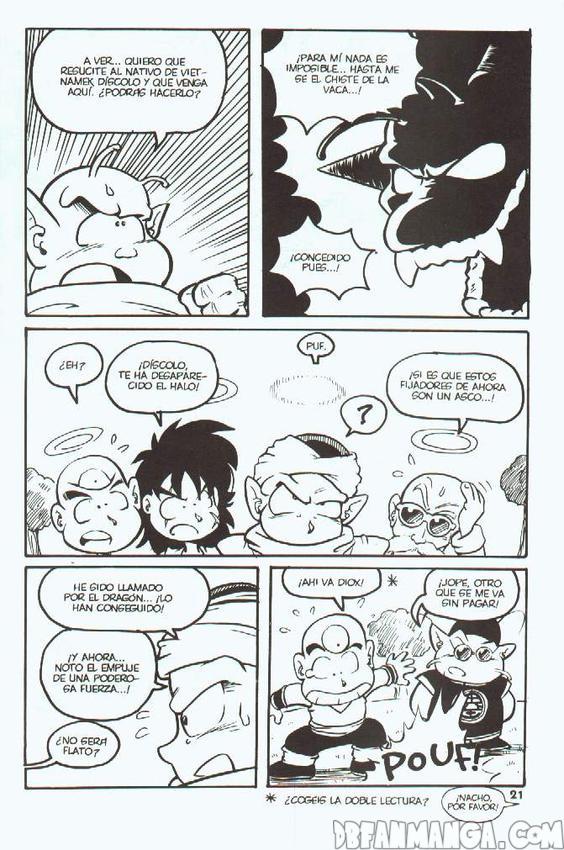 A VER... QUIERO QUE
RESUCITE AL NATIVO DE VIET-
NAMEK, DÍSCOLO Y QUE VENGA
AQUÍ. ¿PODRÁS HACERLO?
¡PARA MÍ NADA ES
IMPOSIBLE... HASTA ME
SE EL CHISTE DE LA
VACA...!
¡CONCEDIDO
PUES...!
¿EH?
¡DÍSCOLO,
TE HA DESAPARE-
CIDO EL HALO!
PUF.
?
¡SI ES QUE ESTOS
FIJADORES DE AHORA
SON UN ASCO...!
HE SIDO LLAMADO
POR EL DRAGÓN... ¡LO
HAN CONSEGUIDO!
¡Y AHORA...
NOTO EL EMPUJE
DE UNA PODERO-
SA FUERZA...!
¿NO SERÁ
FLATO?
¡AHI VA DIOX!
*
¡JOPE, OTRO
QUE SE ME VA
SIN PAGAR!
POUF!
* ¿COGEIS LA DOBLE LECTURA?
¡NACHO,
POR FAVOR!
21
DBFANMANGA.COM